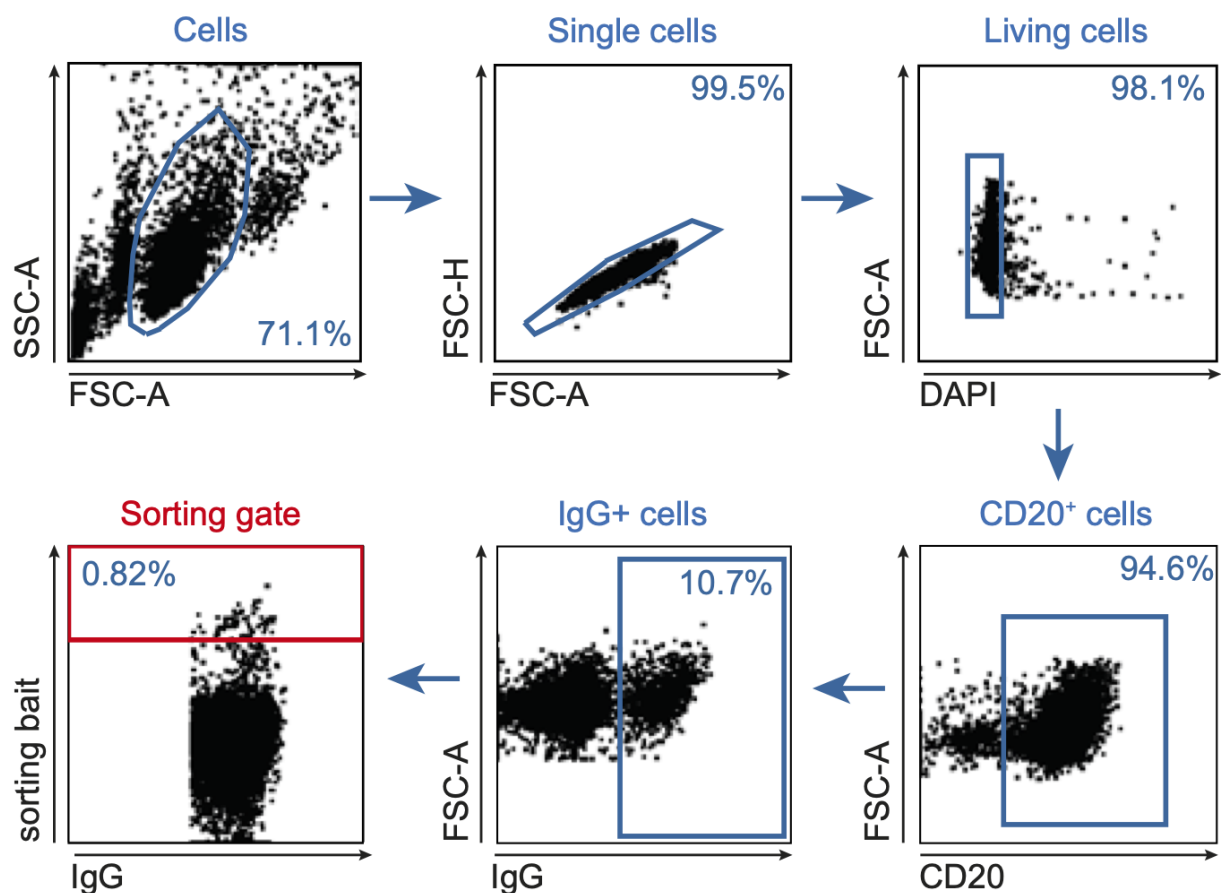 Cells
SSC-A
71.1%
FSC-A
Single cells
FSC-H
99.5%
FSC-A
Living cells
FSC-A
98.1%
DAPI
CD20⁺ cells
FSC-A
94.6%
CD20
IgG+ cells
FSC-A
10.7%
IgG
Sorting gate
sorting bait
0.82%
IgG